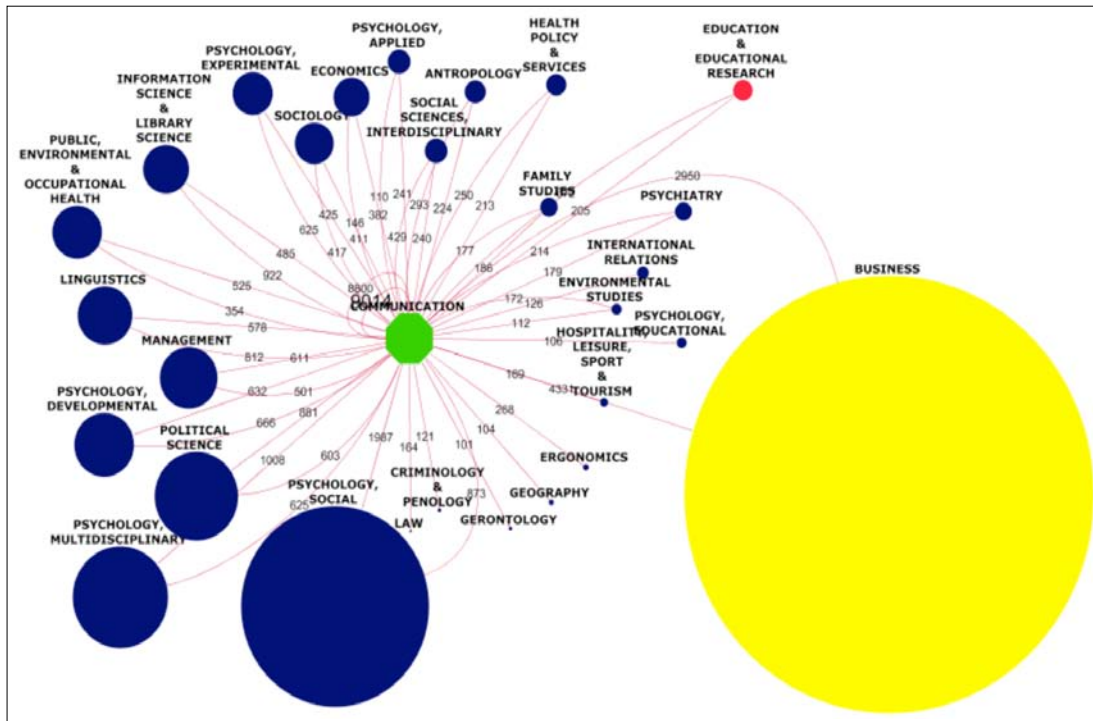 PSYCHOLOGY,
APPLIED
HEALTH
POLICY
&
SERVICES
EDUCATION
&
EDUCATIONAL
RESEARCH
PSYCHOLOGY,
EXPERIMENTAL
ECONOMICS
ANTROPOLOGY
INFORMATION
SCIENCE
&
LIBRARY
SCIENCE
SOCIOLOGY
SOCIAL
SCIENCES,
INTERDISCIPLINARY
PUBLIC,
ENVIRONMENTAL
&
OCCUPATIONAL
HEALTH
FAMILY
STUDIES
2950
PSYCHIATRY
110
241
250
213
205
425
146
382
293
224
625
411
429
240
417
177
214
186
179
INTERNATIONAL
RELATIONS
485
922
525
8800
9014
COMMUNICATION
172
126
112
ENVIRONMENTAL
STUDIES
BUSINESS
LINGUISTICS
354
578
PSYCHOLOGY,
EDUCATIONAL
106
HOSPITALITY,
LEISURE,
SPORT
&
TOURISM
MANAGEMENT
812
611
169
4331
PSYCHOLOGY,
DEVELOPMENTAL
632
501
666
881
268
POLITICAL
SCIENCE
1008
603
1987
164
121
101
104
873
ERGONOMICS
PSYCHOLOGY,
SOCIAL
CRIMINOLOGY
&
PENOLOGY
GEOGRAPHY
625
LAW
GERONTOLOGY
PSYCHOLOGY,
MULTIDISCIPLINARY